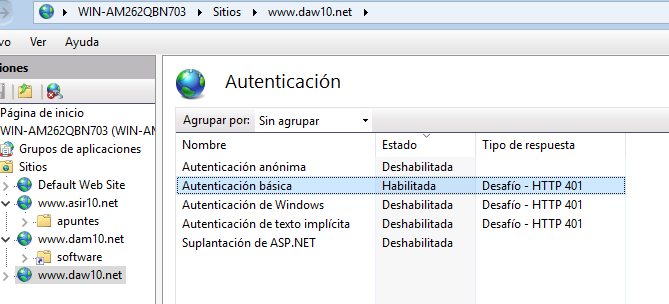 WIN-AM262QBN703 Sitios www.daw10.net
vo Ver Ayuda
iones
Autenticación
Página de inicio
WIN-AM262QBN703 (WIN-AM
Grupos de aplicaciones
Sitios
Default Web Site
www.asir10.net
apuntes
www.dam10.net
software
www.daw10.net
Agrupar por: Sin agrupar
Nombre Estado Tipo de respuesta
Autenticación anónima Deshabilitada
Autenticación básica Habilitada Desafío - HTTP 401
Autenticación de Windows Deshabilitada Desafío - HTTP 401
Autenticación de texto implícita Deshabilitada Desafío - HTTP 401
Suplantación de ASP.NET Deshabilitada